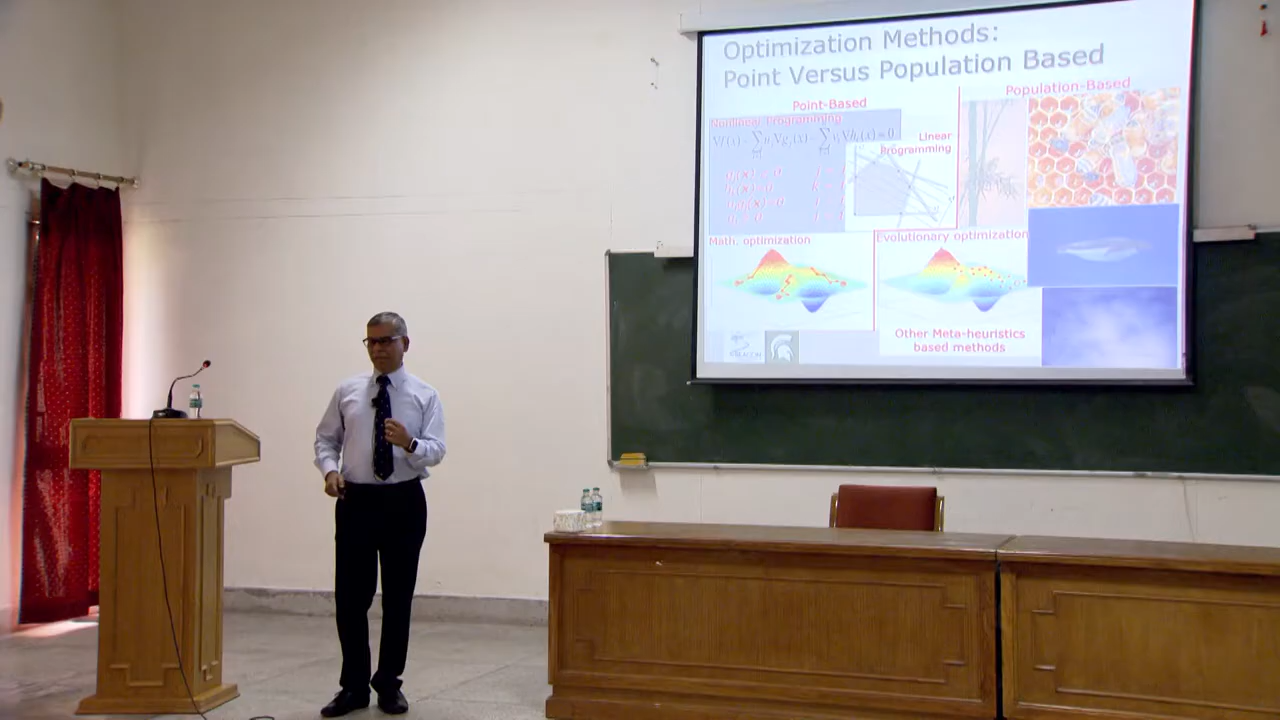 Optimization Methods:
Point Versus Population Based
Point-Based
Population-Based
Nonlinear Programming
Linear
Programming
Math. optimization
Evolutionary optimization
Other Meta-heuristics
based methods